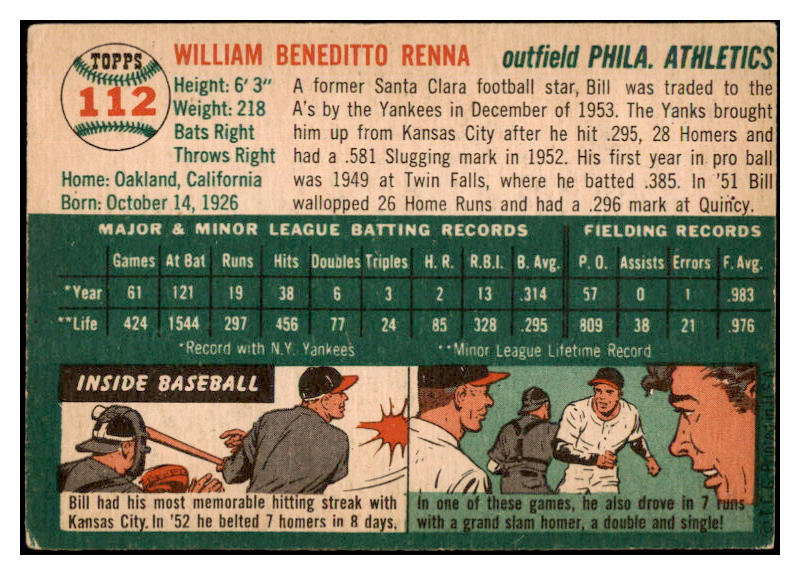 TOPPS
112
WILLIAM BENEDITTO RENNA outfield PHILA. ATHLETICS
Height: 6' 3"
Weight: 218
Bats Right
Throws Right
Home: Oakland, California
Born: October 14, 1926
A former Santa Clara football star, Bill was traded to the
A's by the Yankees in December of 1953. The Yanks brought
him up from Kansas City after he hit .295, 28 Homers and
had a .581 Slugging mark in 1952. His first year in pro ball
was 1949 at Twin Falls, where he batted .385. In '51 Bill
walloped 26 Home Runs and had a .296 mark at Quincy.
MAJOR & MINOR LEAGUE BATTING RECORDS FIELDING RECORDS
Games At Bat Runs Hits Doubles Triples H. R. R.B.I. B. Avg. P. O. Assists Errors F. Avg.
*Year 61 121 19 38 6 3 2 13 .314 57 0 1 .983
**Life 424 1544 297 456 77 24 85 328 .295 809 38 21 .976
*Record with N.Y. Yankees **Minor League Lifetime Record
INSIDE BASEBALL
Bill had his most memorable hitting streak with
Kansas City. In '52 he belted 7 homers in 8 days,
In one of these games, he also drove in 7 runs
with a grand slam homer, a double and single!
© T.C.G. Printed in U.S.A.